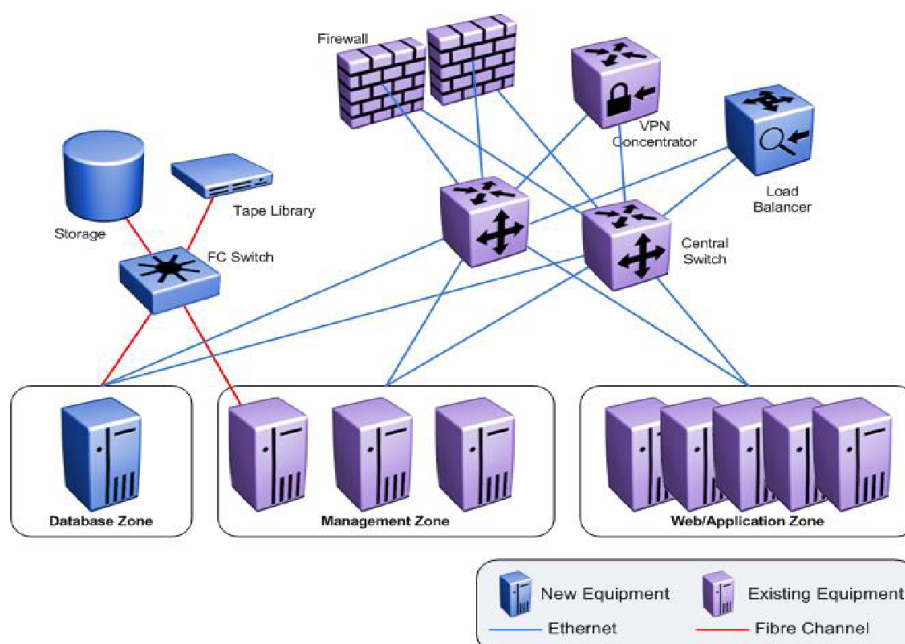 Firewall
VPN
Concentrator
Load
Balancer
Tape Library
Storage
FC Switch
Central
Switch
Database Zone
Management Zone
Web/Application Zone
New Equipment
Existing Equipment
Ethernet
Fibre Channel